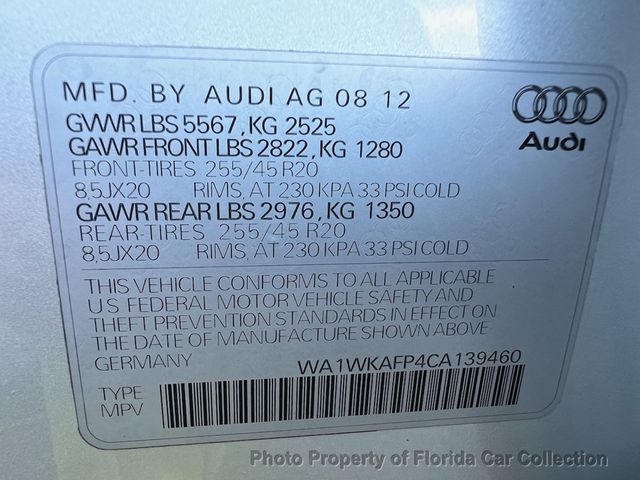 MFD. BY AUDI AG 08 12
GVWR LBS 5567, KG 2525
GAWR FRONT LBS 2822, KG 1280
FRONT-TIRES 255/45 R20
8,5JX20 RIMS, AT 230 KPA 33 PSI COLD
GAWR REAR LBS 2976, KG 1350
REAR-TIRES 255/45 R20
8,5JX20 RIMS, AT 230 KPA 33 PSI COLD
Audi
THIS VEHICLE CONFORMS TO ALL APPLICABLE
US FEDERAL MOTOR VEHICLE SAFETY AND
THEFT PREVENTION STANDARDS IN EFFECT ON
THE DATE OF MANUFACTURE SHOWN ABOVE
GERMANY WA1WKAFP4CA139460
TYPE
MPV
Photo Property of Florida Car Collection